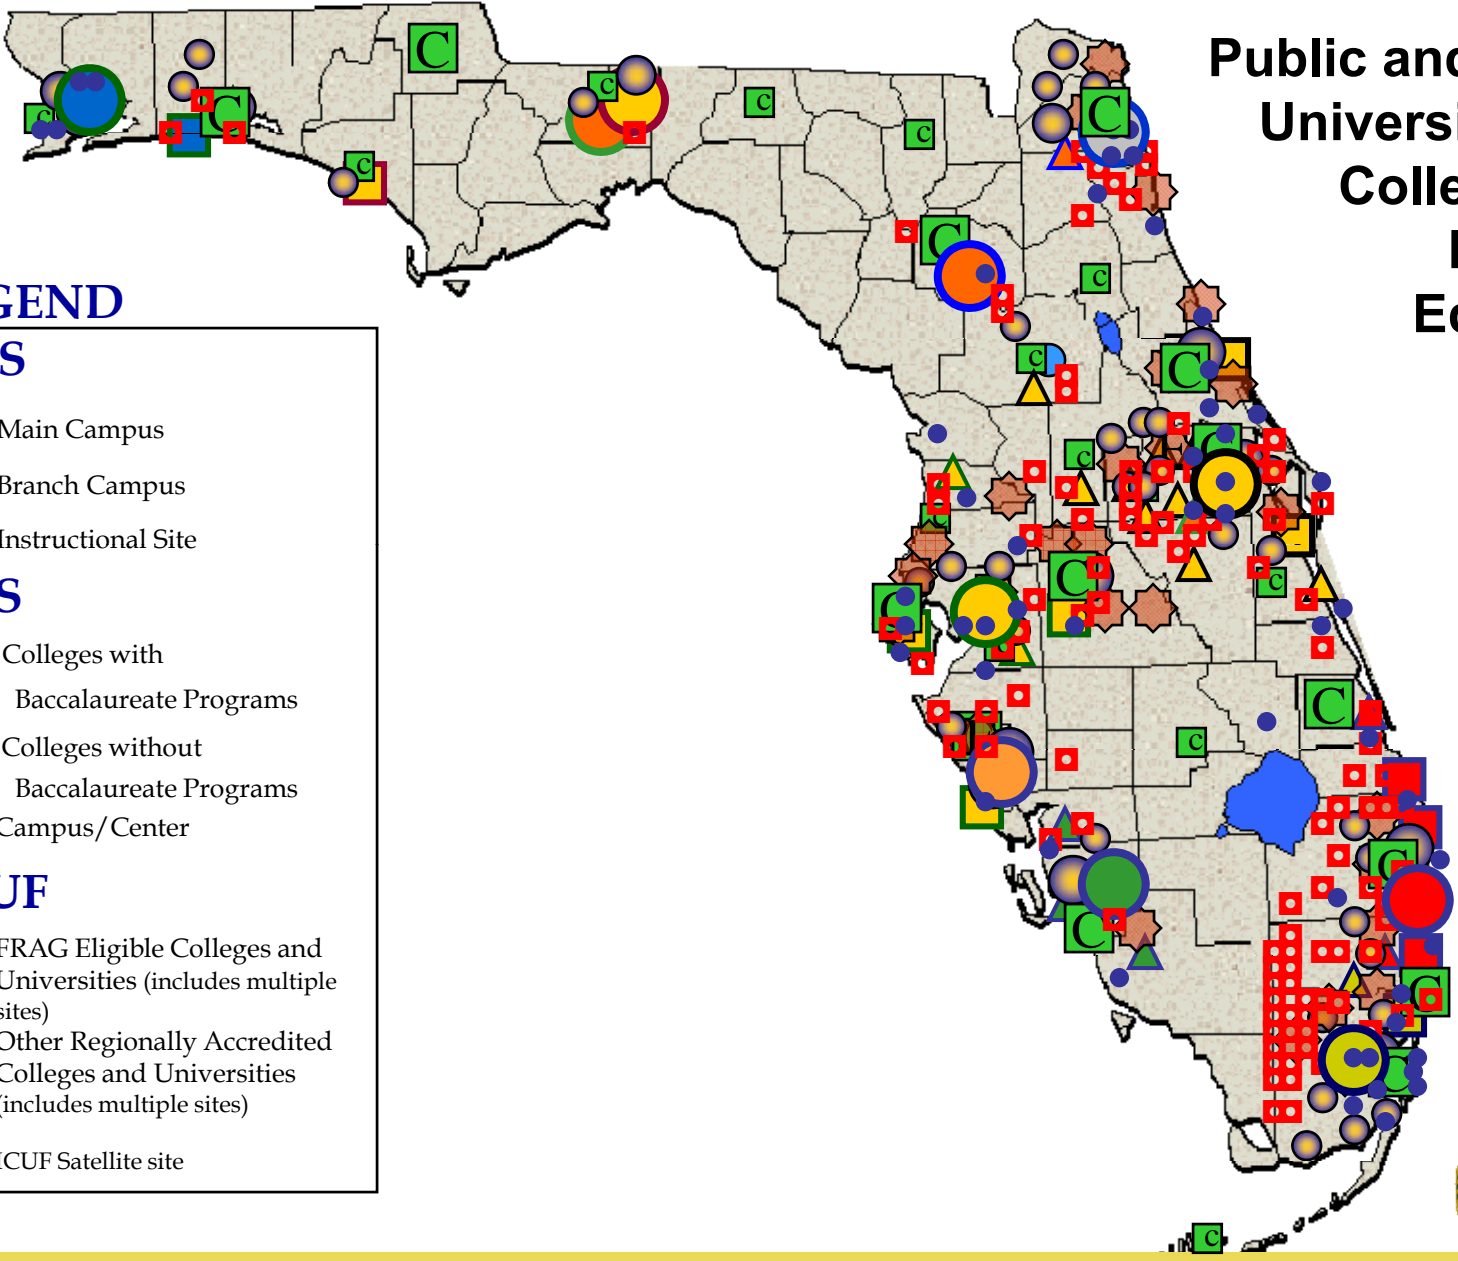 Public and
Universi
Colle
E
GEND
S
Main Campus
Branch Campus
Instructional Site
S
Colleges with
Baccalaureate Programs
Colleges without
Baccalaureate Programs
Campus/Center
UF
FRAG Eligible Colleges and
Universities (includes multiple
sites)
Other Regionally Accredited
Colleges and Universities
(includes multiple sites)
ICUF Satellite site
C
c
C
c
c
c
c
C
C
c
c
C
c
C
C
C
c
C
c
C
C
C
c